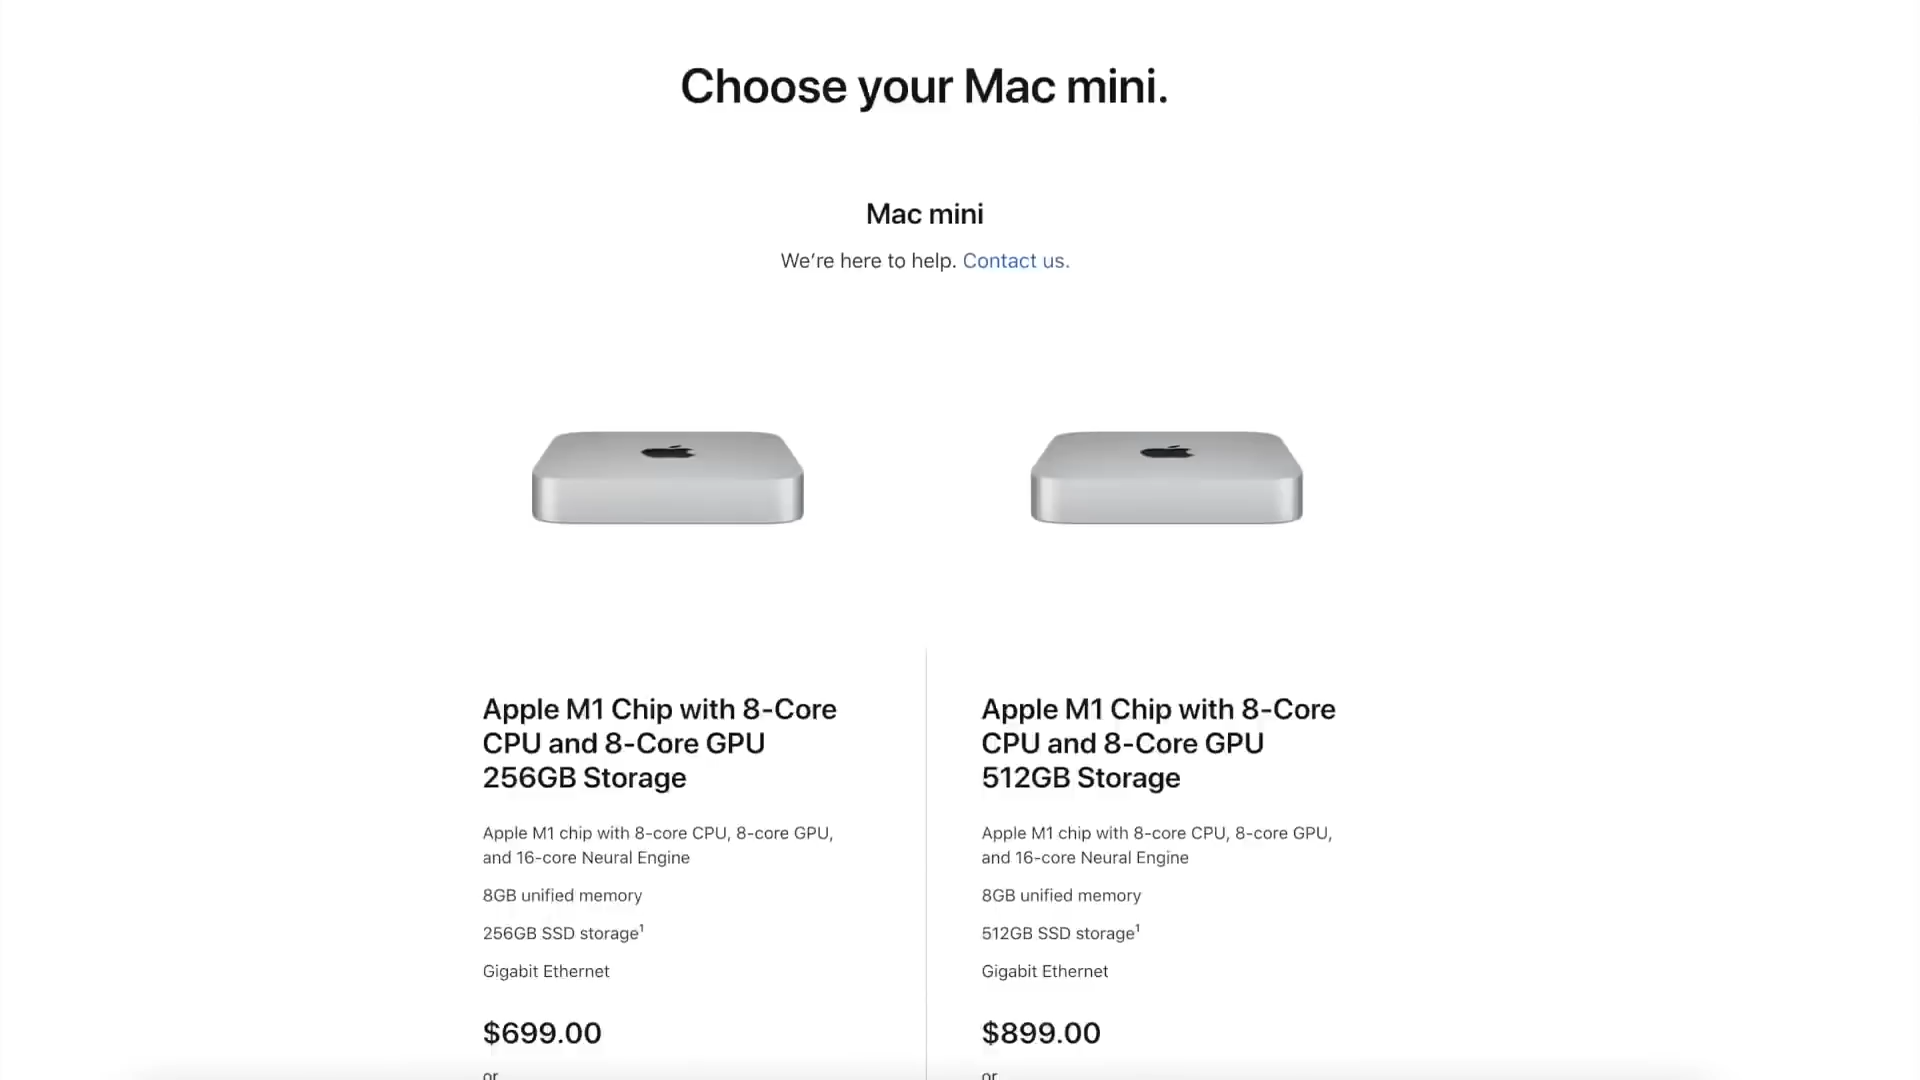 Choose your Mac mini.
Mac mini
We’re here to help. Contact us.
Apple M1 Chip with 8-Core
CPU and 8-Core GPU
256GB Storage
Apple M1 chip with 8-core CPU, 8-core GPU,
and 16-core Neural Engine
8GB unified memory
256GB SSD storage¹
Gigabit Ethernet
$699.00
or
Apple M1 Chip with 8-Core
CPU and 8-Core GPU
512GB Storage
Apple M1 chip with 8-core CPU, 8-core GPU,
and 16-core Neural Engine
8GB unified memory
512GB SSD storage¹
Gigabit Ethernet
$899.00
or